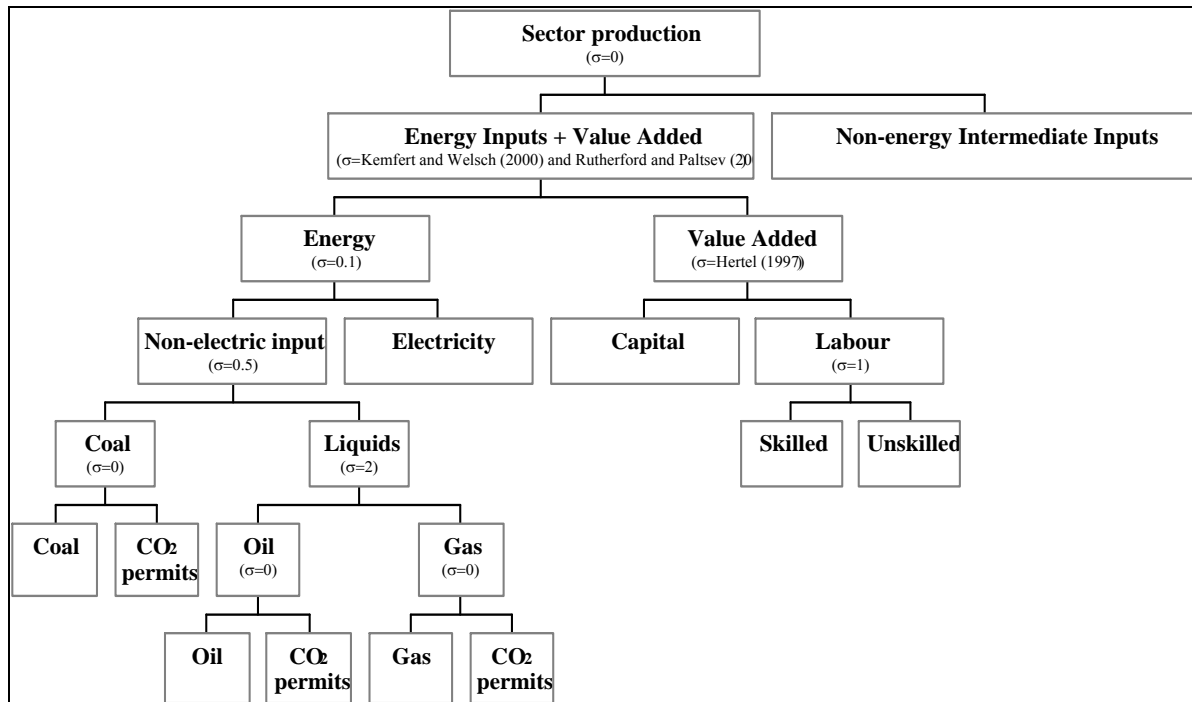 Sector production
(σ=0)
Energy Inputs + Value Added
(σ=Kemfert and Welsch (2000) and Rutherford and Paltsev (20
Non-energy Intermediate Inputs
Energy
(σ=0.1)
Value Added
(σ=Hertel (1997)
Non-electric input
(σ=0.5)
Electricity
Capital
Labour
(σ=1)
Coal
(σ=0)
Liquids
(σ=2)
Skilled
Unskilled
Coal
CO2
permits
Oil
(σ=0)
Gas
(σ=0)
Oil
CO2
permits
Gas
CO2
permits